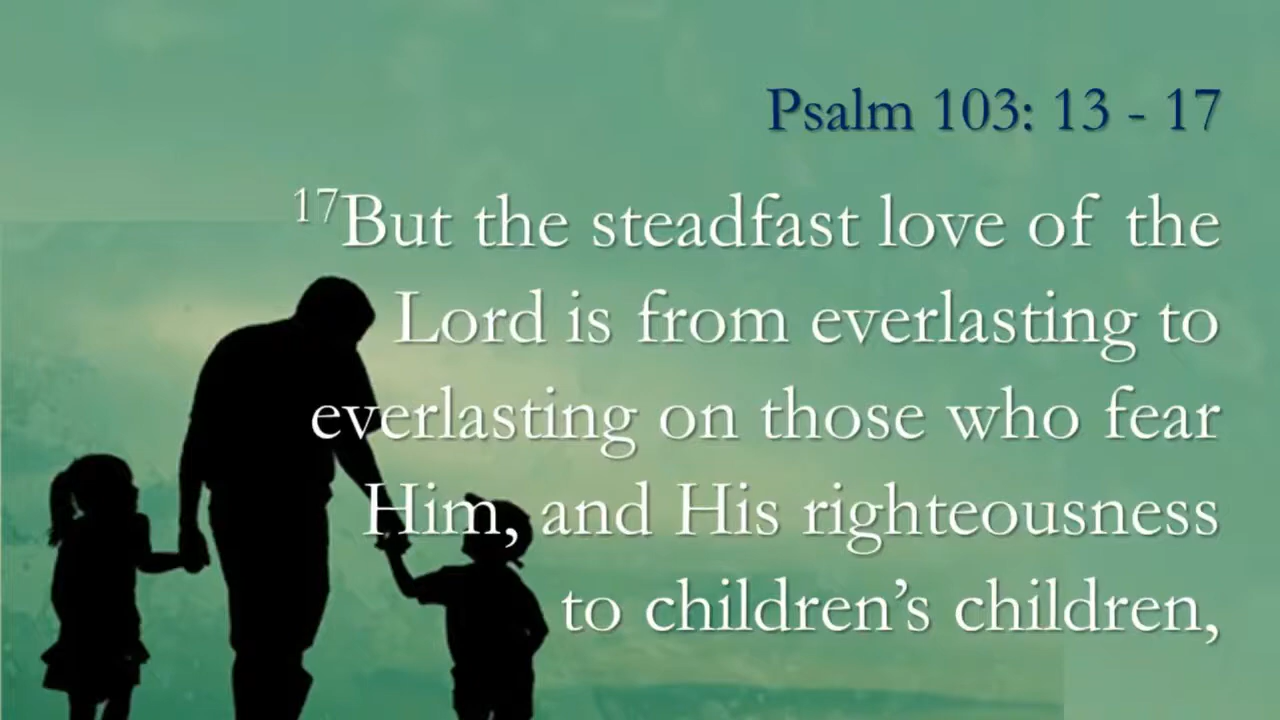 Psalm 103: 13 - 17
17But the steadfast love of the
Lord is from everlasting to
everlasting on those who fear
Him, and His righteousness
to children’s children,